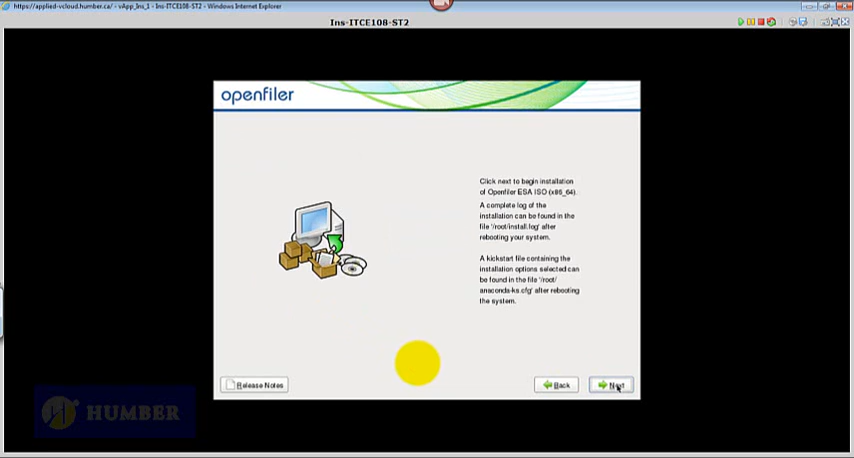 https://applied-vcloud.humber.ca/ - vApp_Ins_1 - Ins-ITCE108-ST2 - Windows Internet Explorer
Ins-ITCE108-ST2
openfiler
Click next to begin installation
of Openfiler ESA ISO (x86_64).
A complete log of the
installation can be found in the
file '/root/install.log' after
rebooting your system.
A kickstart file containing the
installation options selected can
be found in the file '/root/
anaconda-ks.cfg' after rebooting
the system.
Release Notes
Back
Next
HUMBER